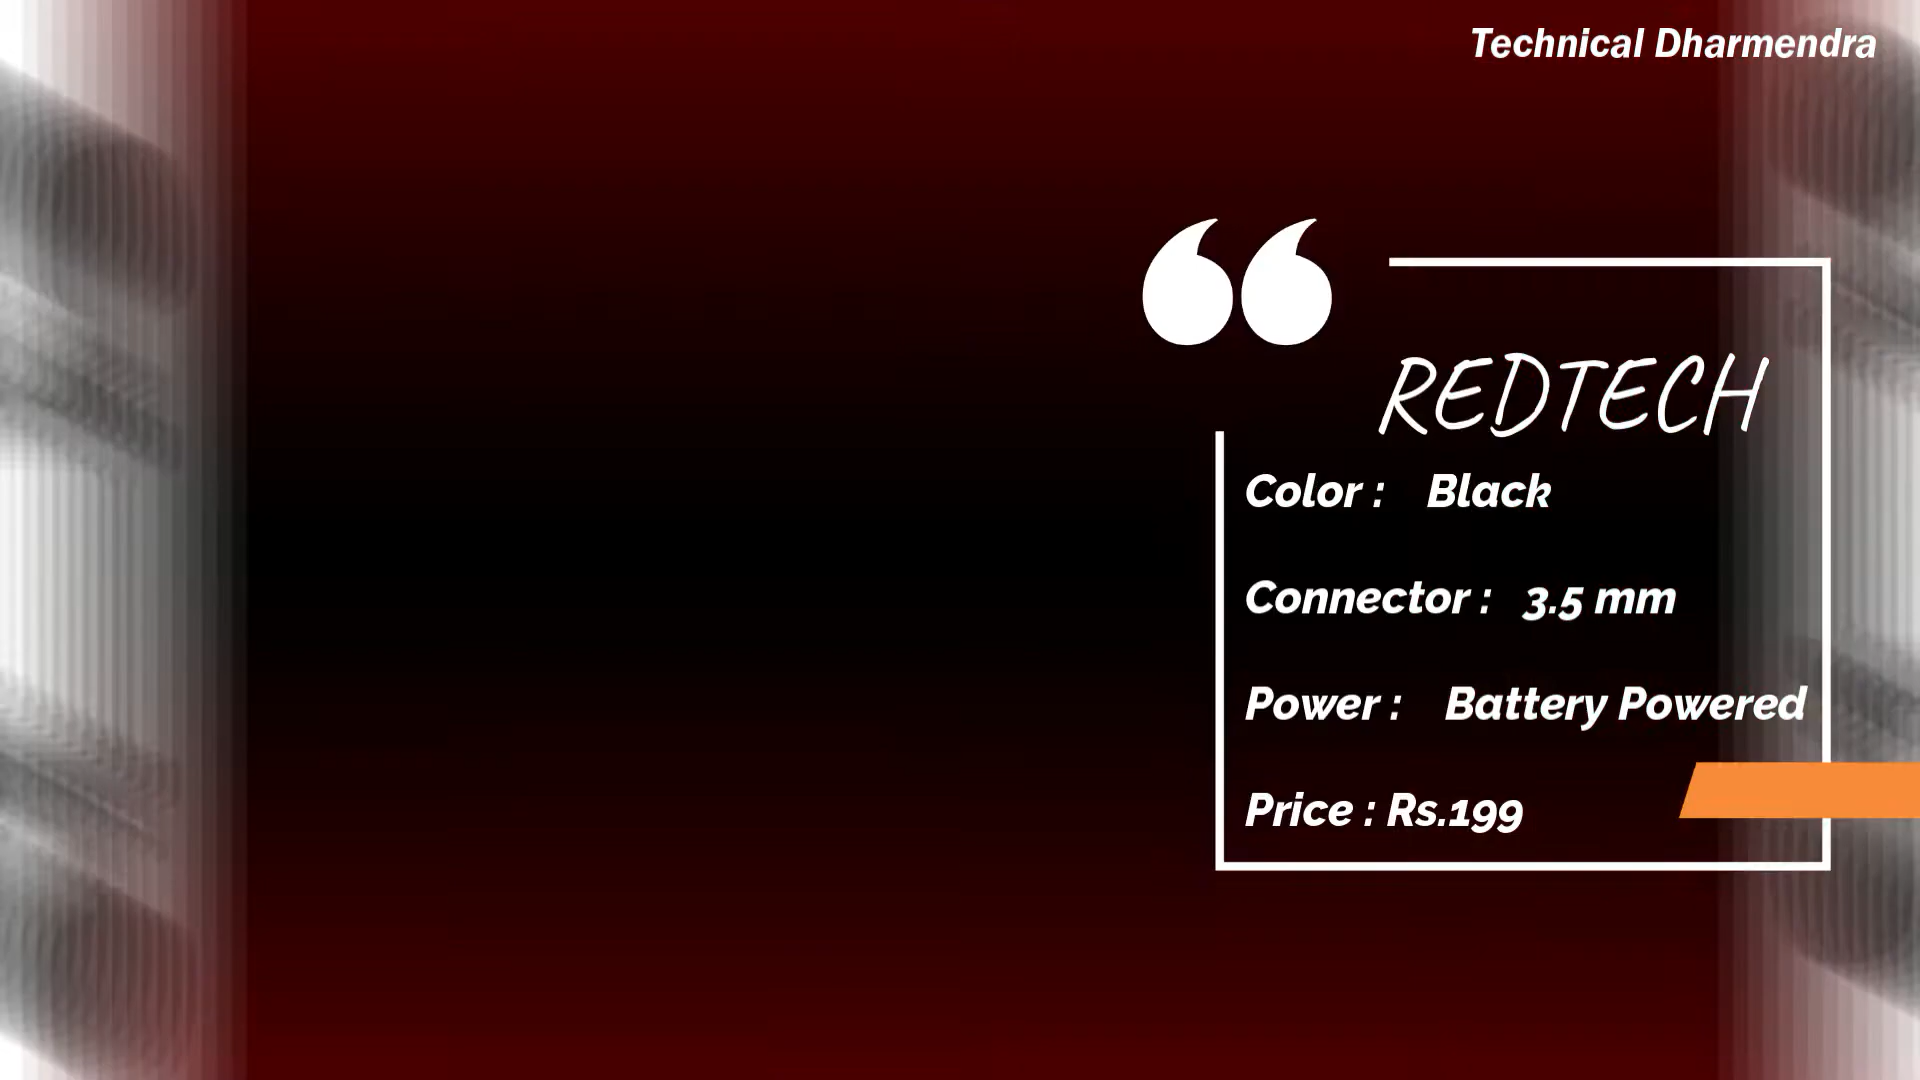 Technical Dharmendra
REDTECH
Color : Black
Connector : 3.5 mm
Power : Battery Powered
Price : Rs.199